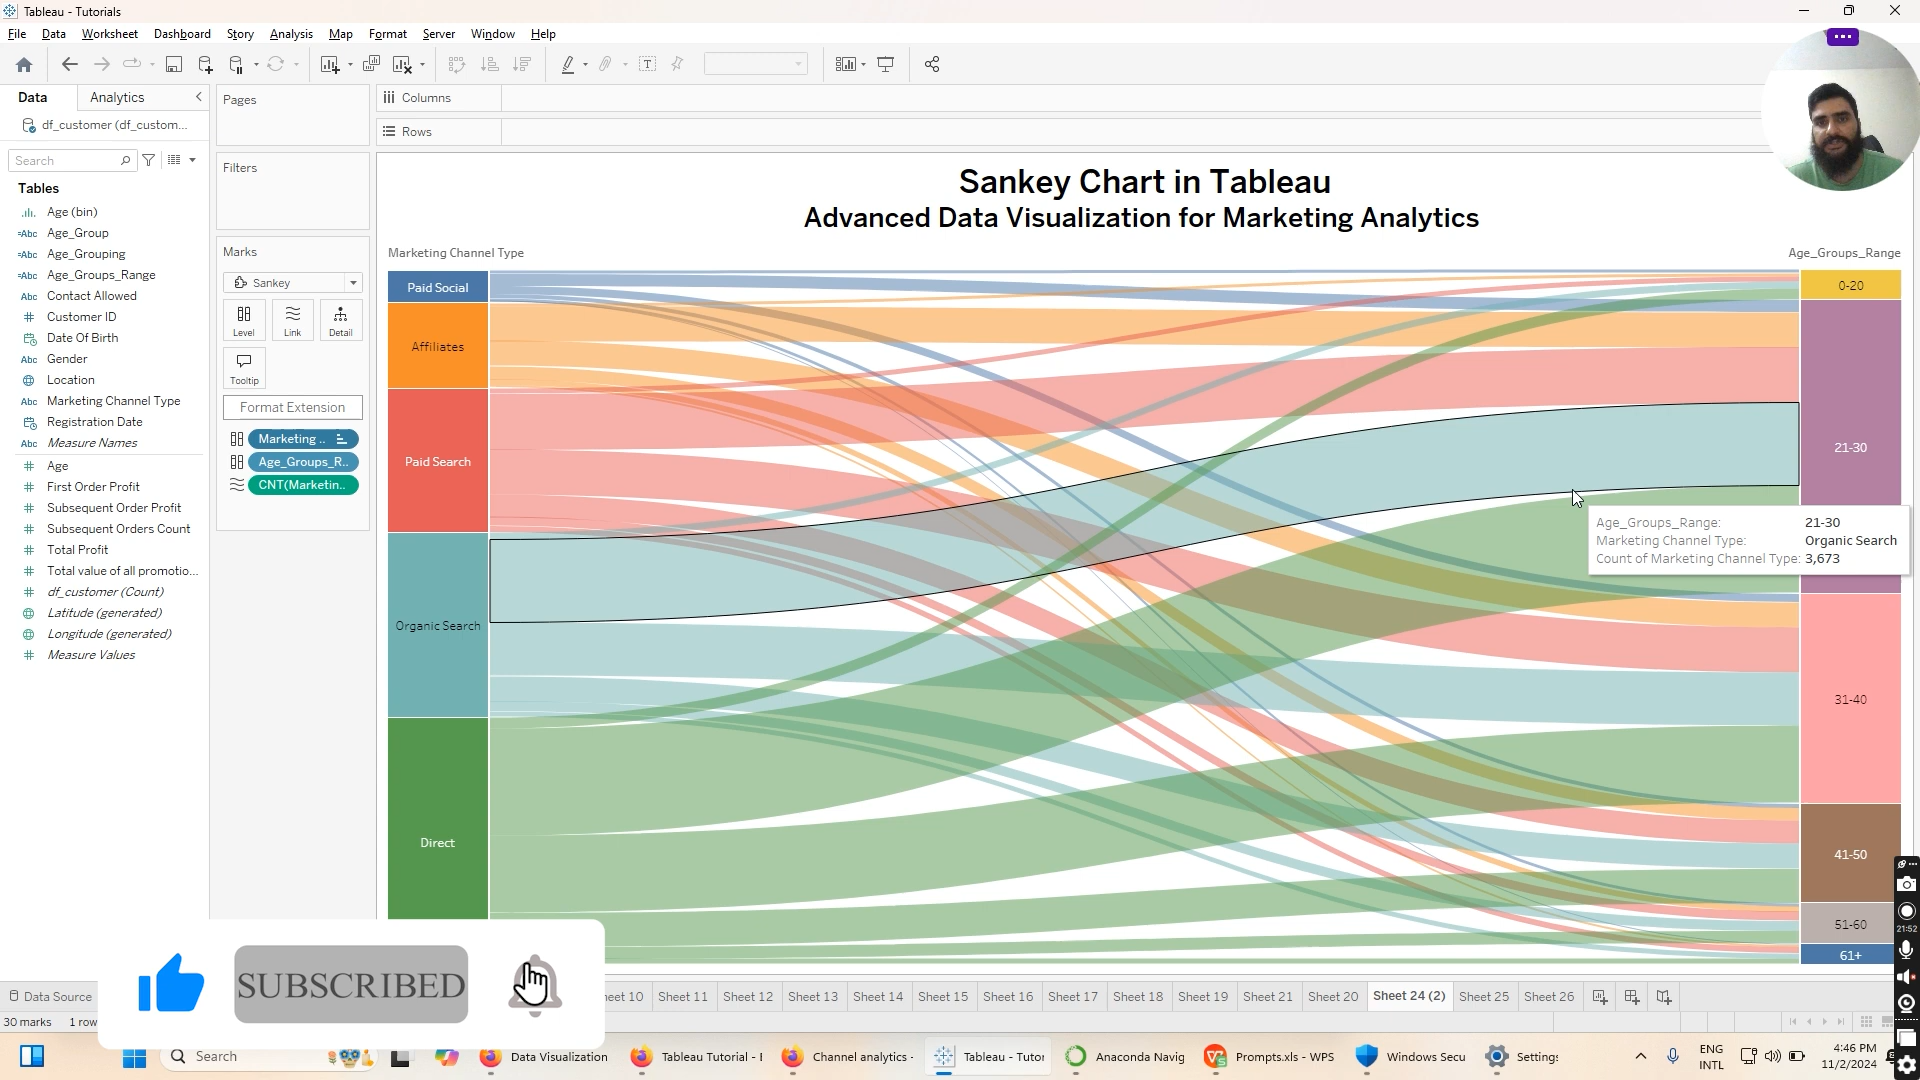 Tableau - Tutorials
File Data Worksheet Dashboard Story Analysis Map Format Server Window Help
Data Analytics
df_customer (df_custom...
Search
Tables
Age (bin)
Age_Group
Age_Grouping
Age_Groups_Range
Contact Allowed
Customer ID
Date Of Birth
Gender
Location
Marketing Channel Type
Registration Date
Measure Names
Age
First Order Profit
Subsequent Order Profit
Subsequent Orders Count
Total Profit
Total value of all promotio...
df_customer (Count)
Latitude (generated)
Longitude (generated)
Measure Values
Pages
Filters
Marks
Sankey
Level Link Detail
Tooltip
Format Extension
Marketing ..
Age_Groups_R..
CNT(Marketin..
Columns
Rows
Sankey Chart in Tableau
Advanced Data Visualization for Marketing Analytics
Marketing Channel Type
Age_Groups_Range
Paid Social
Affiliates
Paid Search
Organic Search
Direct
0-20
21-30
31-40
41-50
51-60
61+
Age_Groups_Range: 21-30
Marketing Channel Type: Organic Search
Count of Marketing Channel Type: 3,673
21:52
SUBSCRIBED
Data Source
Sheet 11 Sheet 12 Sheet 13 Sheet 14 Sheet 15 Sheet 16 Sheet 17 Sheet 18 Sheet 19 Sheet 21 Sheet 20 Sheet 24 (2) Sheet 25 Sheet 26
30 marks 1 row
Search
Data Visualization
Tableau Tutorial -
Channel analytics -
Tableau - Tutor
Anaconda Navig
Prompts.xls - WPS
Windows Secu
Settings
ENG
INTL
4:46 PM
11/2/2024